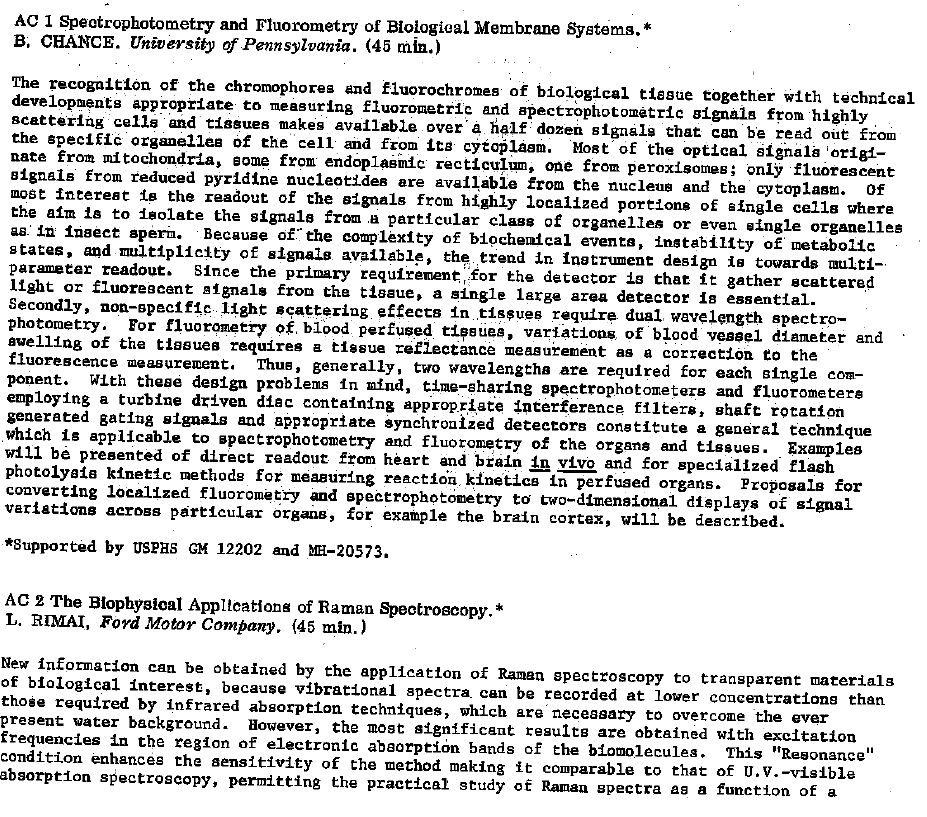 AC 1 Spectrophotometry and Fluorometry of Biological Membrane Systems.*
B. CHANCE. University of Pennsylvania. (45 min.)
The recognition of the chromophores and fluorochromes of biological tissue together with technical
developments appropriate to measuring fluorometric and spectrophotometric signals from highly
scattering cells and tissues makes available over a half dozen signals that can be read out from
the specific organelles of the cell and from its cytoplasm. Most of the optical signals origi-
nate from mitochondria, some from endoplasmic recticulum, one from peroxisomes; only fluorescent
signals from reduced pyridine nucleotides are available from the nucleus and the cytoplasm. Of
most interest is the readout of the signals from highly localized portions of single cells where
the aim is to isolate the signals from a particular class of organelles or even single organelles
as in insect sperm. Because of the complexity of biochemical events, instability of metabolic
states, and multiplicity of signals available, the trend in instrument design is towards multi-
parameter readout. Since the primary requirement for the detector is that it gather scattered
light or fluorescent signals from the tissue, a single large area detector is essential.
Secondly, non-specific light scattering effects in tissues require dual wavelength spectro-
photometry. For fluorometry of blood perfused tissues, variations of blood vessel diameter and
swelling of the tissues requires a tissue reflectance measurement as a correction to the
fluorescence measurement. Thus, generally, two wavelengths are required for each single com-
ponent. With these design problems in mind, time-sharing spectrophotometers and fluorometers
employing a turbine driven disc containing appropriate interference filters, shaft rotation
generated gating signals and appropriate synchronized detectors constitute a general technique
which is applicable to spectrophotometry and fluorometry of the organs and tissues. Examples
will be presented of direct readout from heart and brain in vivo and for specialized flash
photolysis kinetic methods for measuring reaction kinetics in perfused organs. Proposals for
converting localized fluorometry and spectrophotometry to two-dimensional displays of signal
variations across particular organs, for example the brain cortex, will be described.
*Supported by USPHS GM 12202 and MH-20573.
AC 2 The Biophysical Applications of Raman Spectroscopy.*
L. RIMAI, Ford Motor Company. (45 min.)
New information can be obtained by the application of Raman spectroscopy to transparent materials
of biological interest, because vibrational spectra can be recorded at lower concentrations than
those required by infrared absorption techniques, which are necessary to overcome the ever
present water background. However, the most significant results are obtained with excitation
frequencies in the region of electronic absorption bands of the biomolecules. This "Resonance"
condition enhances the sensitivity of the method making it comparable to that of U.V.-visible
absorption spectroscopy, permitting the practical study of Raman spectra as a function of a